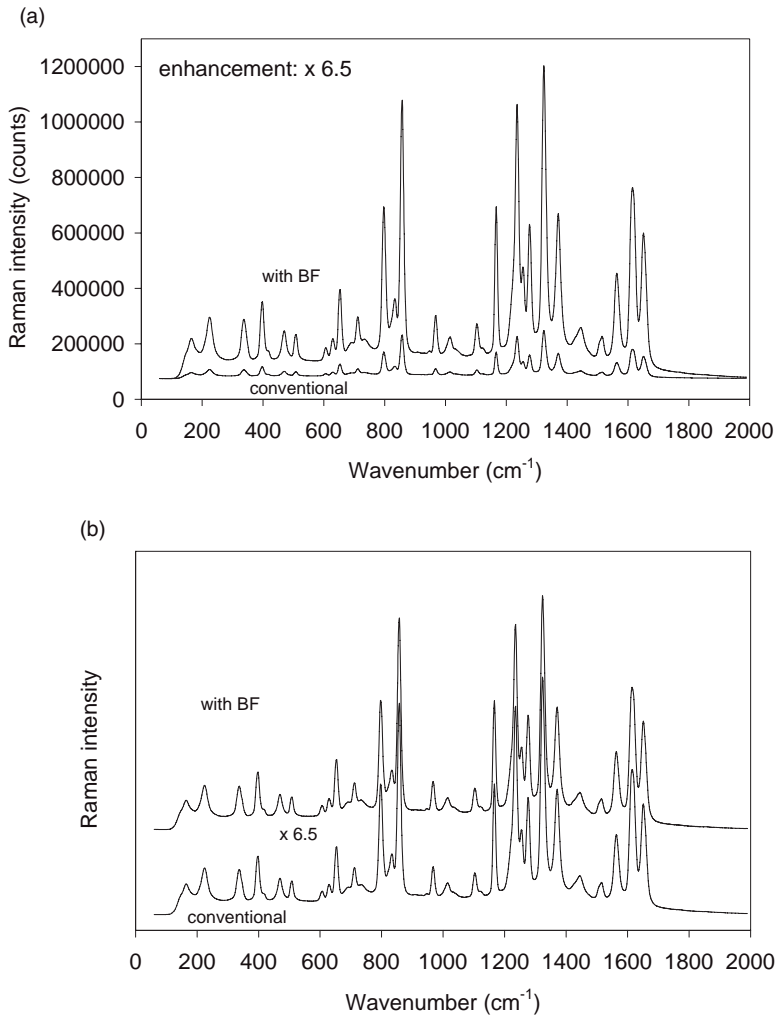 (a)
enhancement: x 6.5
1200000
1000000
800000
600000
400000
200000
0
Raman intensity (counts)
with BF
conventional
0 200 400 600 800 1000 1200 1400 1600 1800 2000
Wavenumber (cm⁻¹)
(b)
with BF
Raman intensity
x 6.5
conventional
0 200 400 600 800 1000 1200 1400 1600 1800 2000
Wavenumber (cm⁻¹)